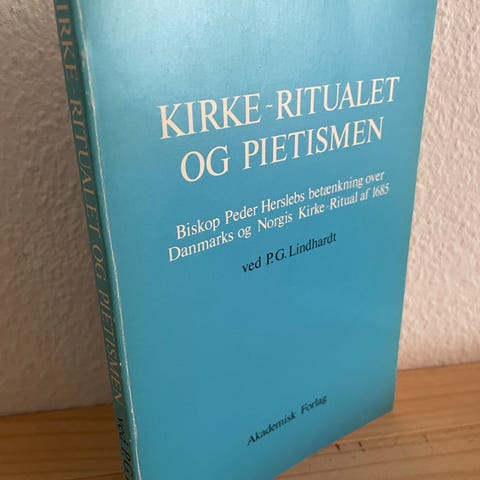 KIRKE-RITUALET
OG PIETISMEN
Biskop Peder Herslebs betænkning over
Danmarks og Norgis Kirke-Ritual af 1685
ved P.G. Lindhardt
Akademisk Forlag
KIRKE-RITUALET OG PIETISMEN ved P.G.